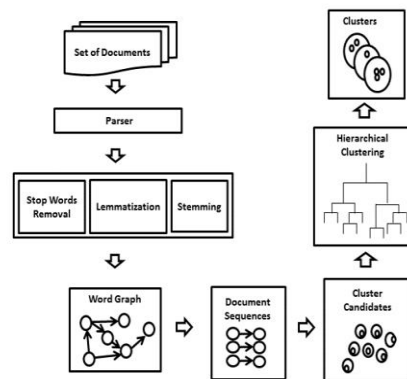 Set of Documents
Parser
Stop Words
Removal
Lemmatization
Stemming
Word Graph
Document
Sequences
Cluster
Candidates
Hierarchical
Clustering
Clusters